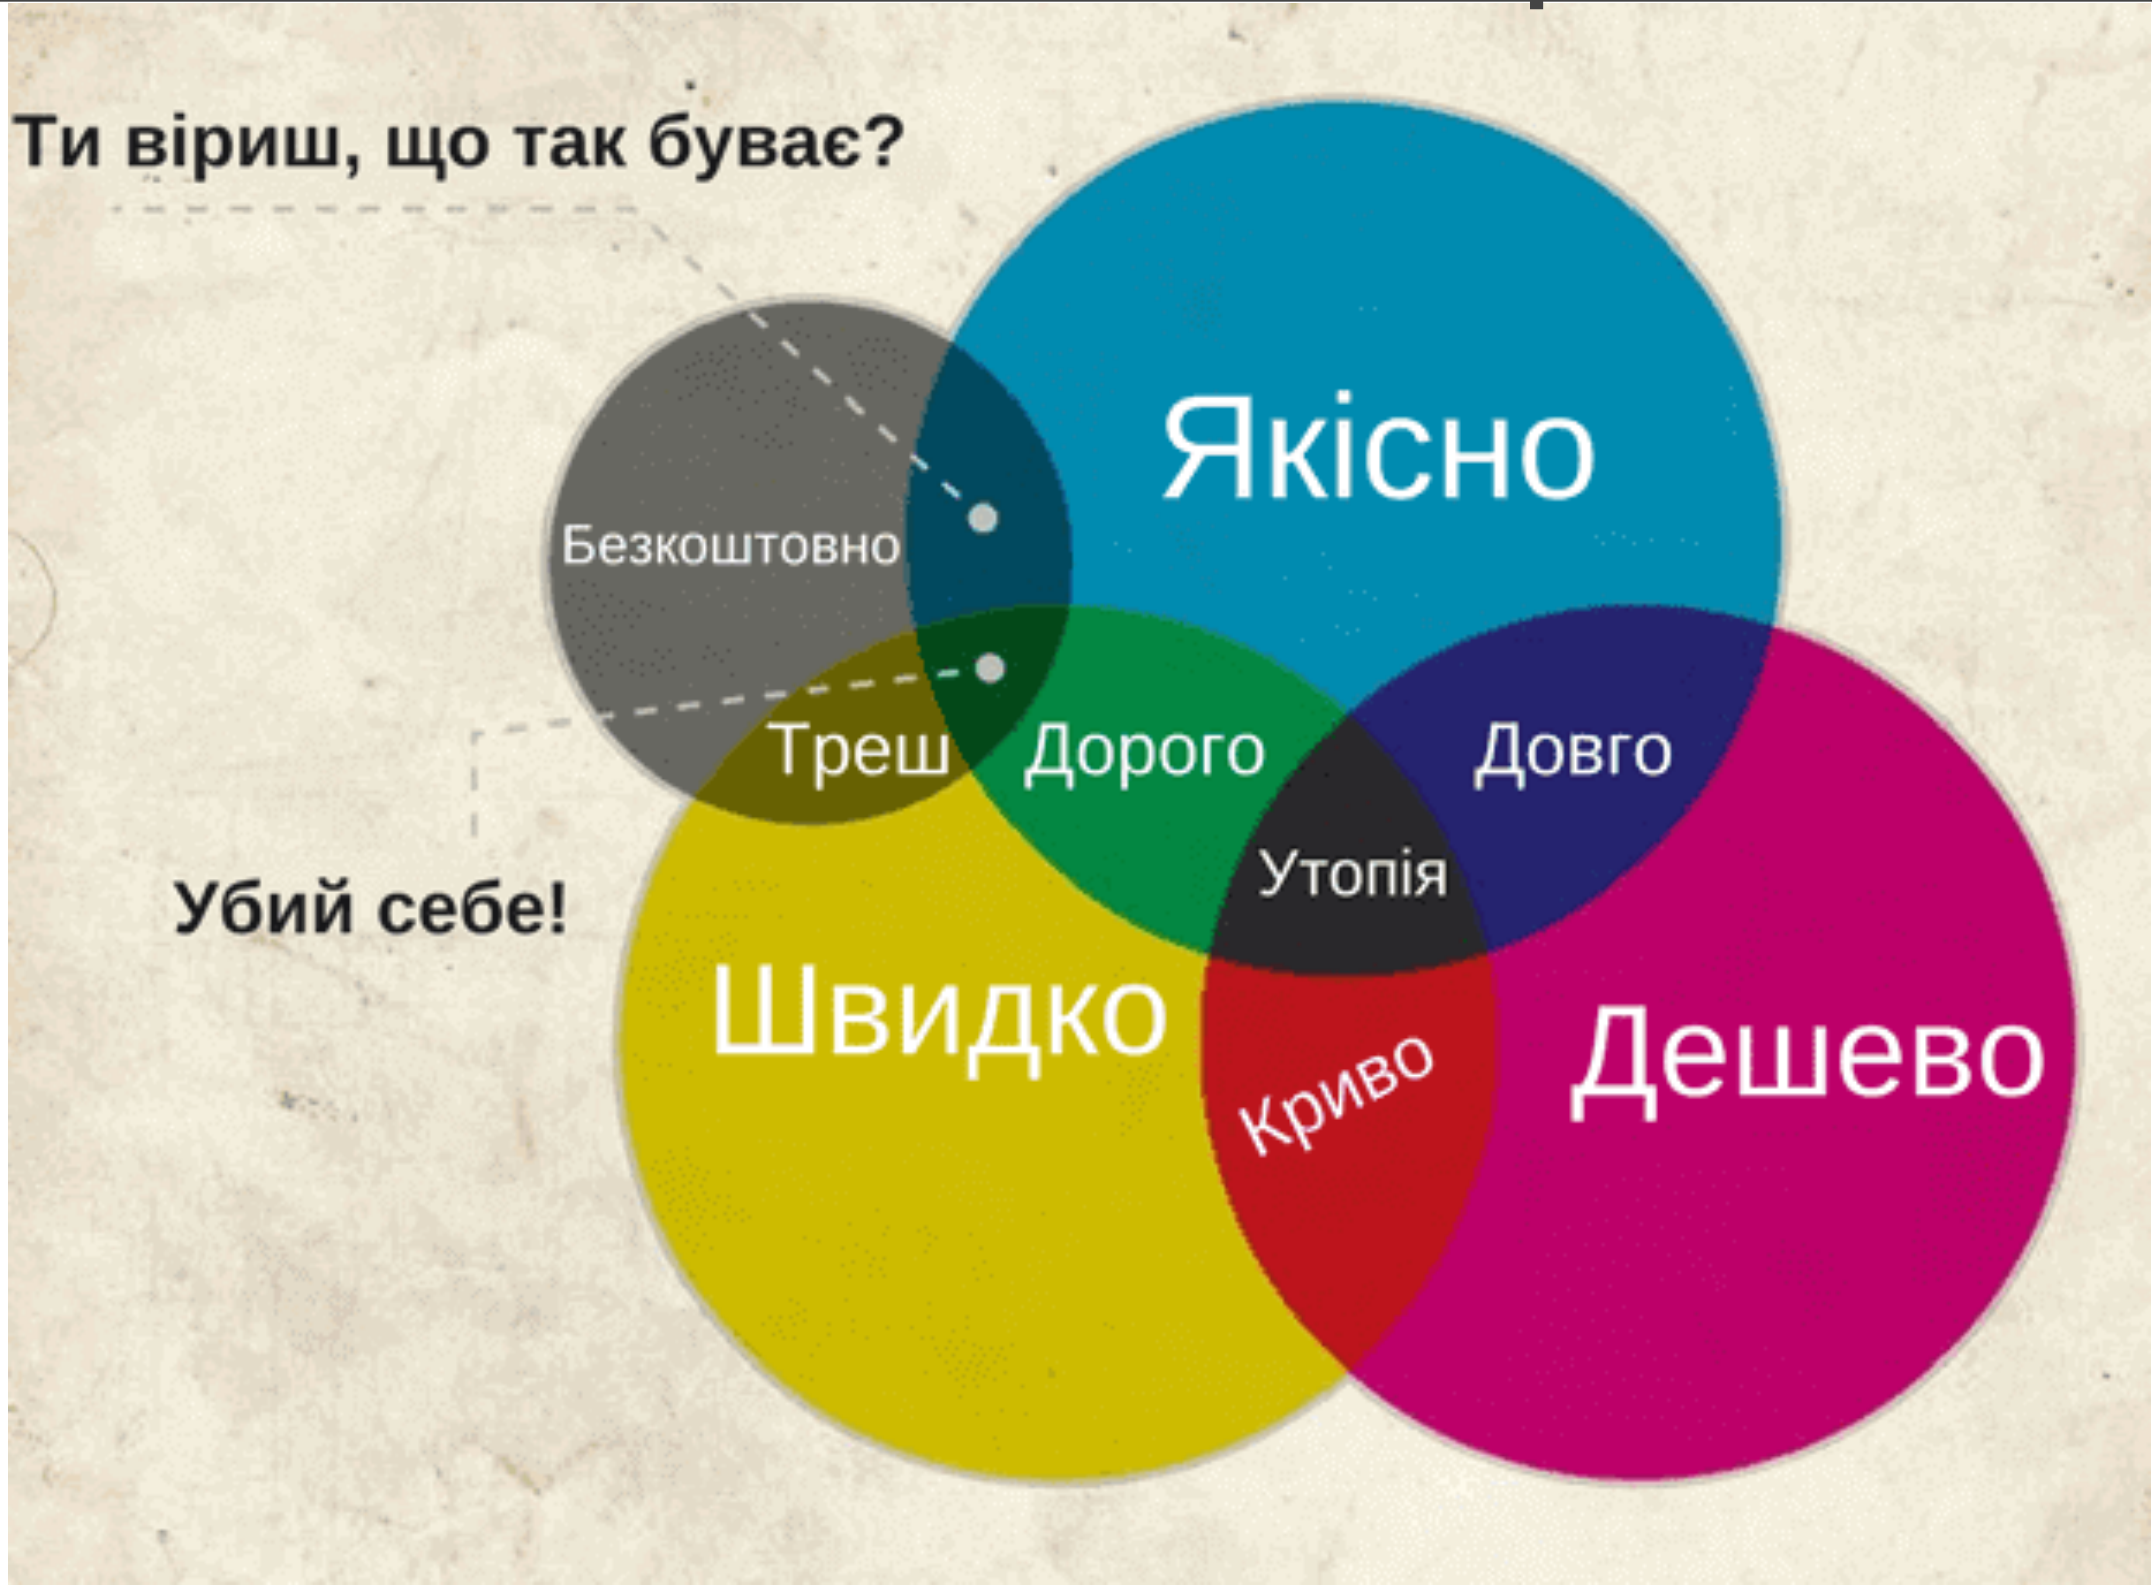 Ти віриш, що так буває?
Якісно
Безкоштовно
Треш
Дорого
Довго
Утопія
Убий себе!
Швидко
Дешево
Криво